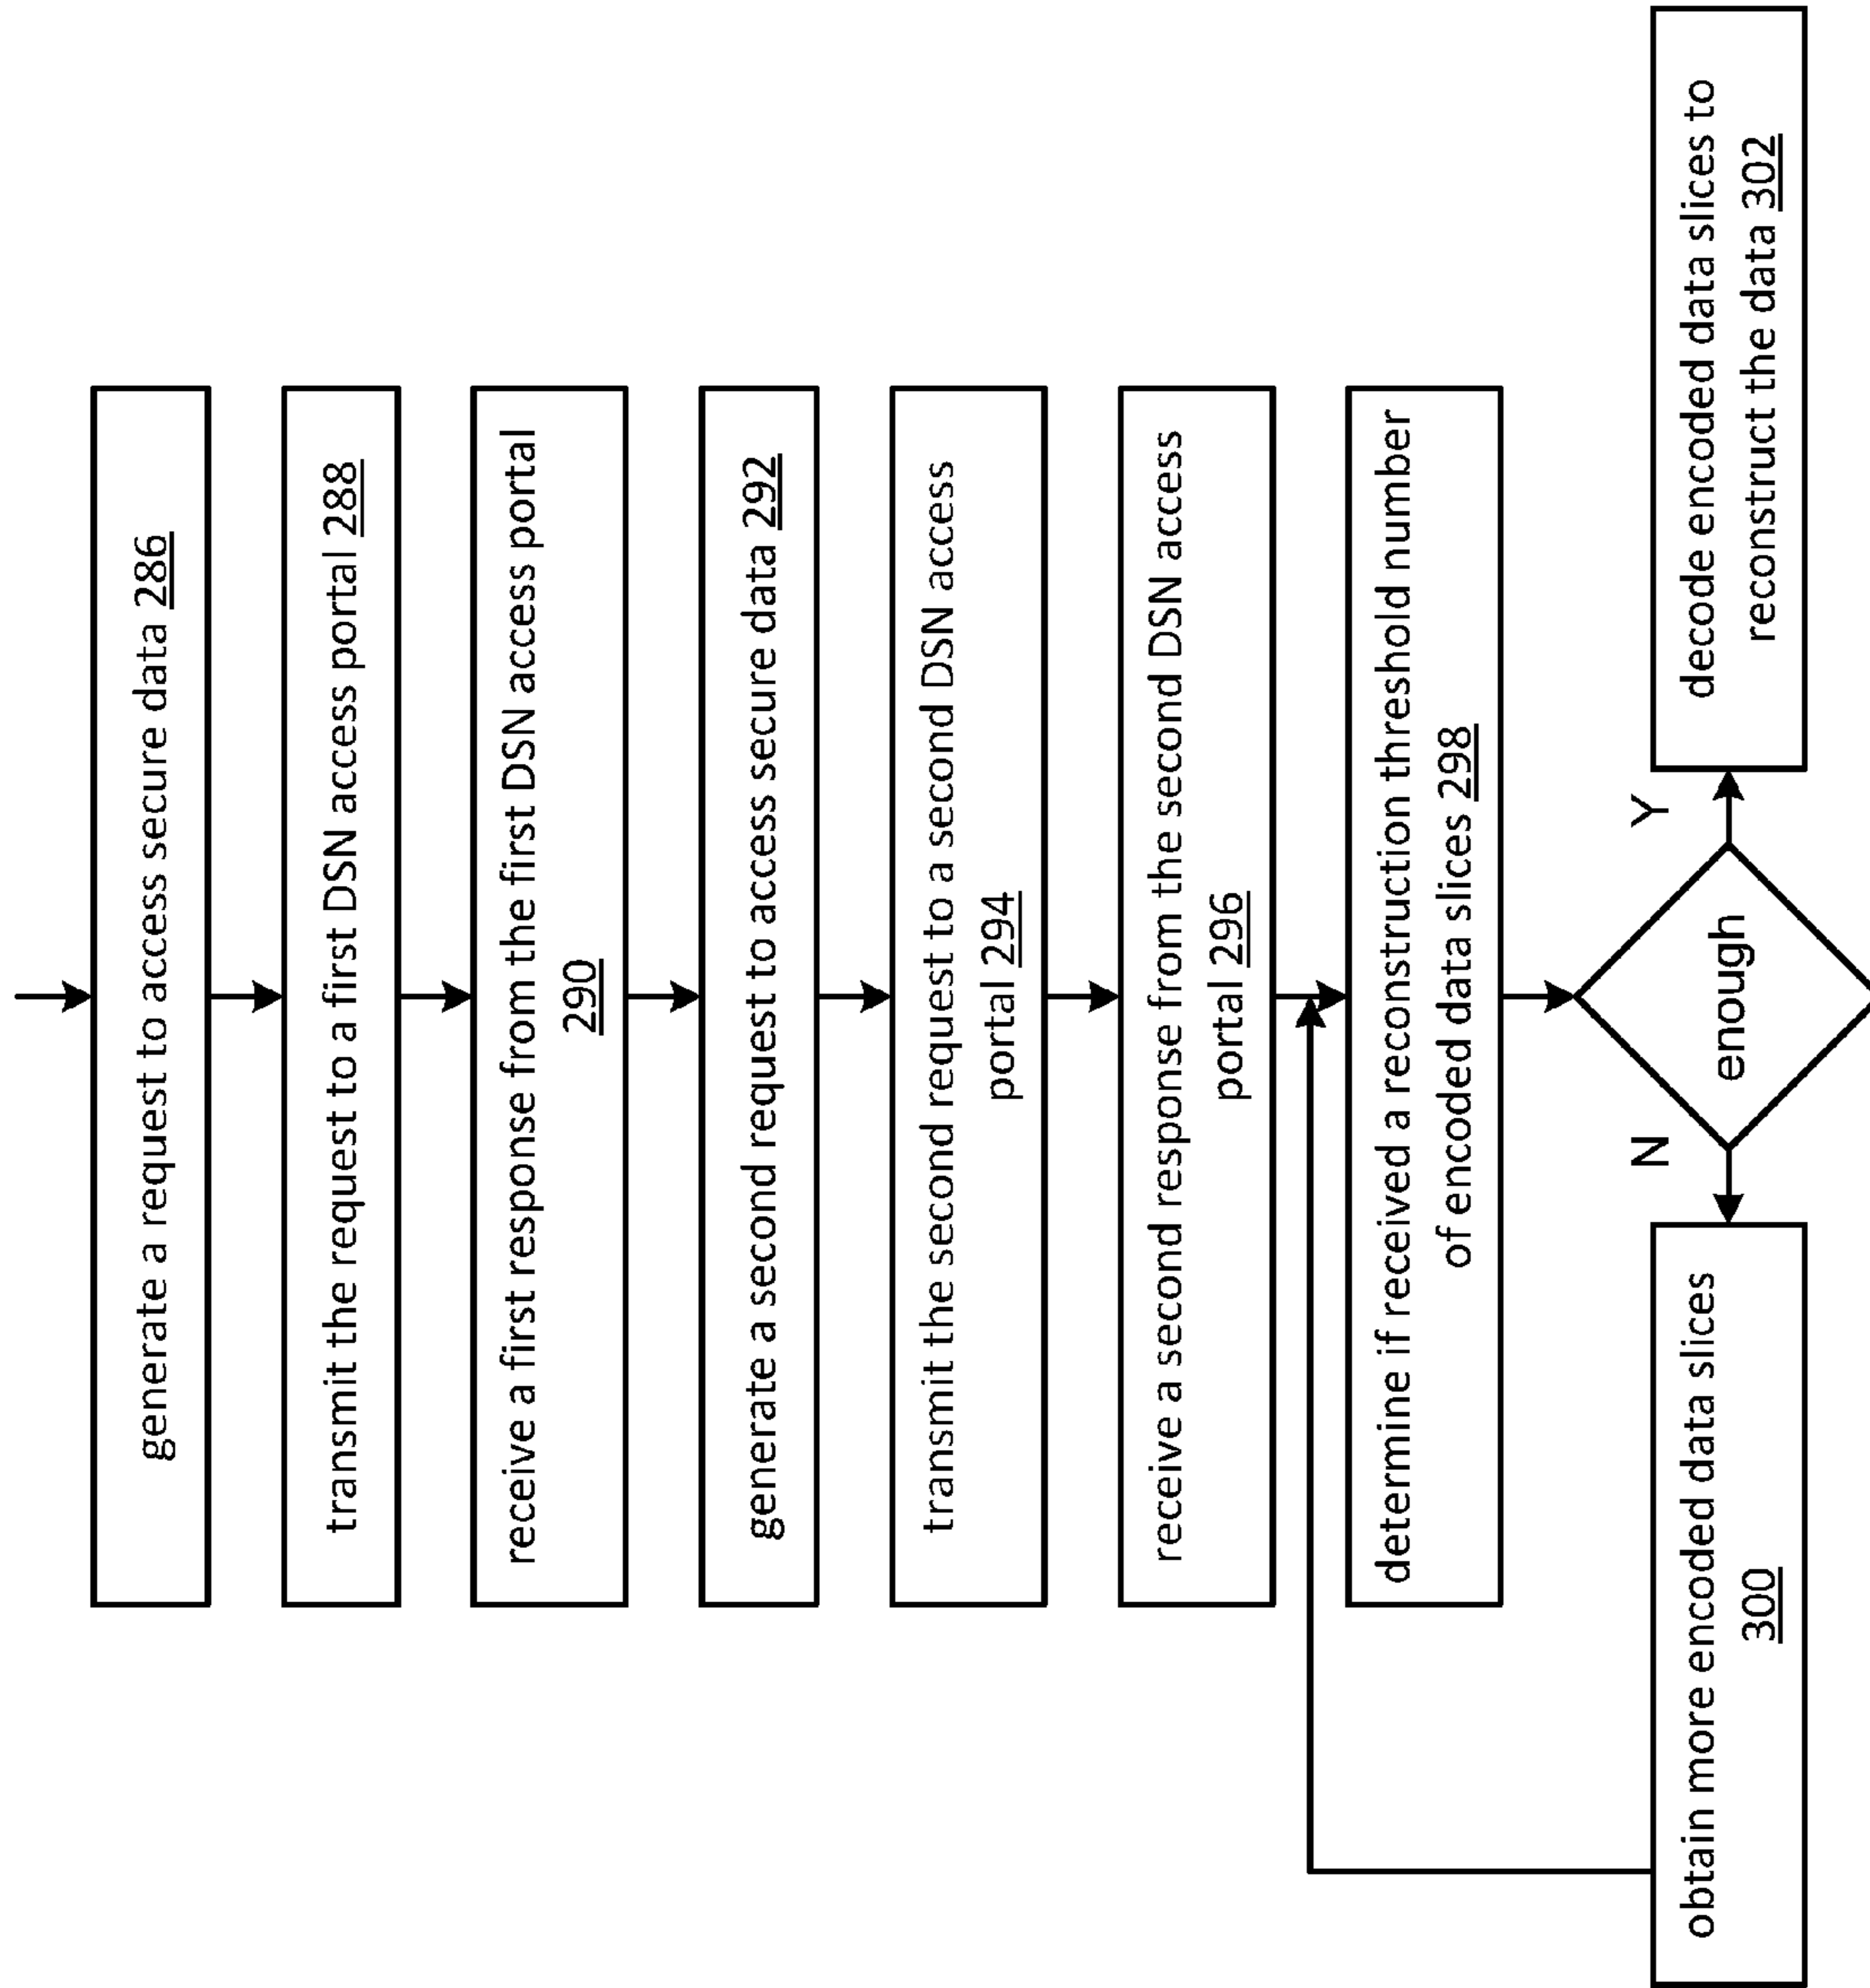 generate a request to access secure data 286
transmit the request to a first DSN access portal 288
receive a first response from the first DSN access portal
290
generate a second request to access secure data 292
transmit the second request to a second DSN access
portal 294
receive a second response from the second DSN access
portal 296
determine if received a reconstruction threshold number
of encoded data slices 298
enough
N
Y
obtain more encoded data slices
300
decode encoded data slices to
reconstruct the data 302